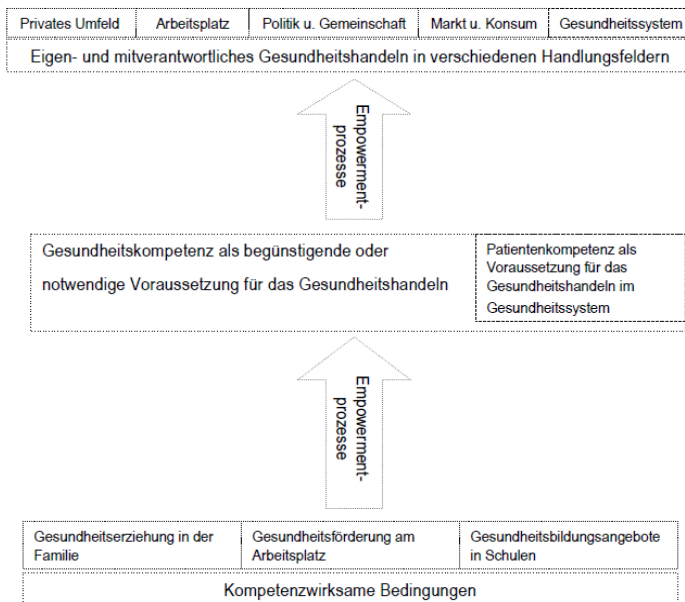 Privates Umfeld
Arbeitsplatz
Politik u. Gemeinschaft
Markt u. Konsum
Gesundheitssystem
Eigen- und mitverantwortliches Gesundheitshandeln in verschiedenen Handlungsfeldern
Empowerment-
prozesse
Gesundheitskompetenz als begünstigende oder
notwendige Voraussetzung für das Gesundheitshandeln
Patientenkompetenz als
Voraussetzung für das
Gesundheitshandeln im
Gesundheitssystem
Empowerment-
prozesse
Gesundheitserziehung in der
Familie
Gesundheitsförderung am
Arbeitsplatz
Gesundheitsbildungsangebote
in Schulen
Kompetenzwirksame Bedingungen